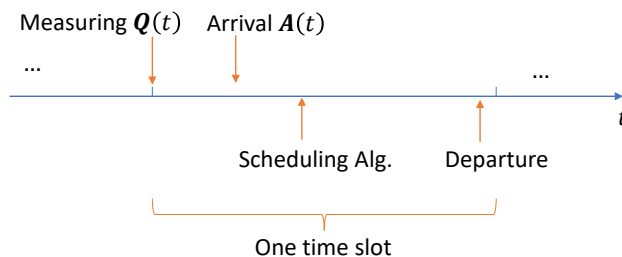 Measuring Q(t)
Arrival A(t)
...
...
t
Scheduling Alg.
Departure
One time slot